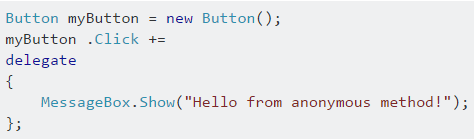 Button myButton = new Button();
myButton .Click +=
delegate
{
    MessageBox.Show("Hello from anonymous method!");
};